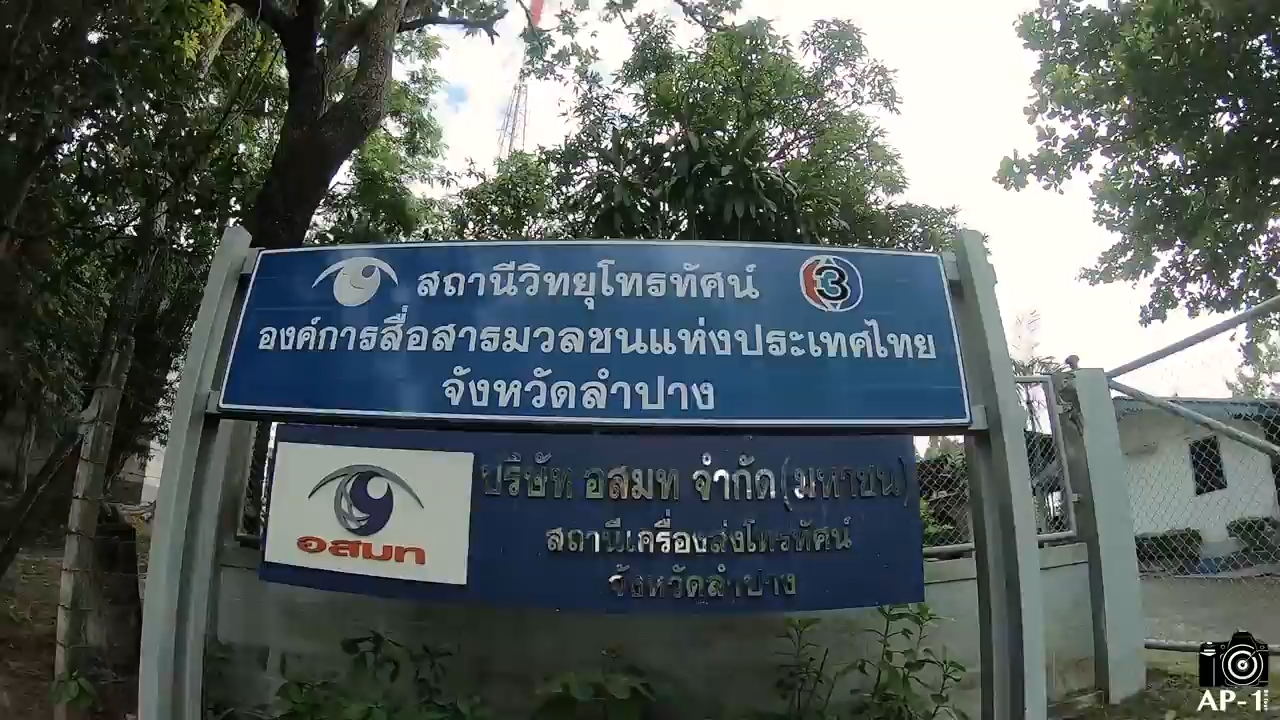 สถานีวิทยุโทรทัศน์ 3
องค์การสื่อสารมวลชนแห่งประเทศไทย
จังหวัดลำปาง
อสมท
บริษัท อสมท จำกัด(มหาชน)
สถานีเครื่องส่งโทรทัศน์
จังหวัดลำปาง
AP-1